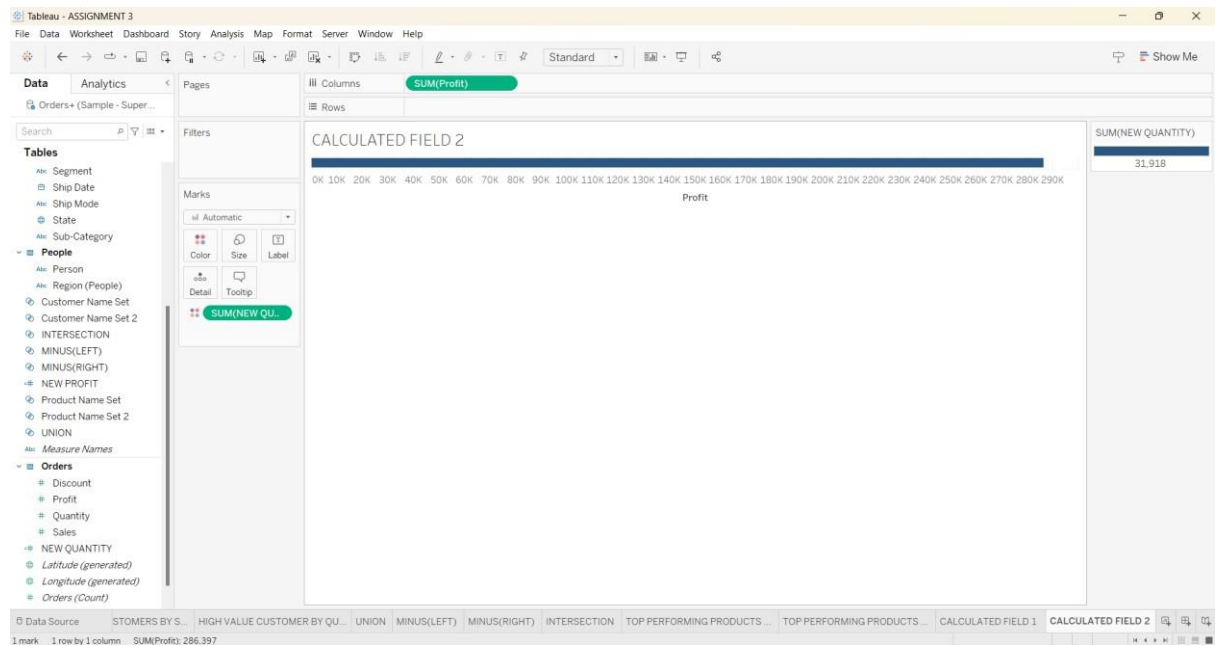 Tableau - ASSIGNMENT 3
File Data Worksheet Dashboard Story Analysis Map Format Server Window Help
Standard
Show Me
Data Analytics
Orders+ (Sample - Super...
Search
Tables
Abc Segment
Ship Date
Abc Ship Mode
State
Abc Sub-Category
People
Abc Person
Abc Region (People)
Customer Name Set
Customer Name Set 2
INTERSECTION
MINUS(LEFT)
MINUS(RIGHT)
=# NEW PROFIT
Product Name Set
Product Name Set 2
UNION
Abc Measure Names
Orders
# Discount
# Profit
# Quantity
# Sales
=# NEW QUANTITY
Latitude (generated)
Longitude (generated)
# Orders (Count)
Pages
Filters
Marks
Automatic
Color Size Label
Detail Tooltip
SUM(NEW QU..
Columns SUM(Profit)
Rows
CALCULATED FIELD 2
0K 10K 20K 30K 40K 50K 60K 70K 80K 90K 100K 110K 120K 130K 140K 150K 160K 170K 180K 190K 200K 210K 220K 230K 240K 250K 260K 270K 280K 290K
Profit
SUM(NEW QUANTITY)
31,918
Data Source STOMERS BY S... HIGH VALUE CUSTOMER BY QU... UNION MINUS(LEFT) MINUS(RIGHT) INTERSECTION TOP PERFORMING PRODUCTS ... TOP PERFORMING PRODUCTS ... CALCULATED FIELD 1 CALCULATED FIELD 2
1 mark 1 row by 1 column SUM(Profit): 286,397